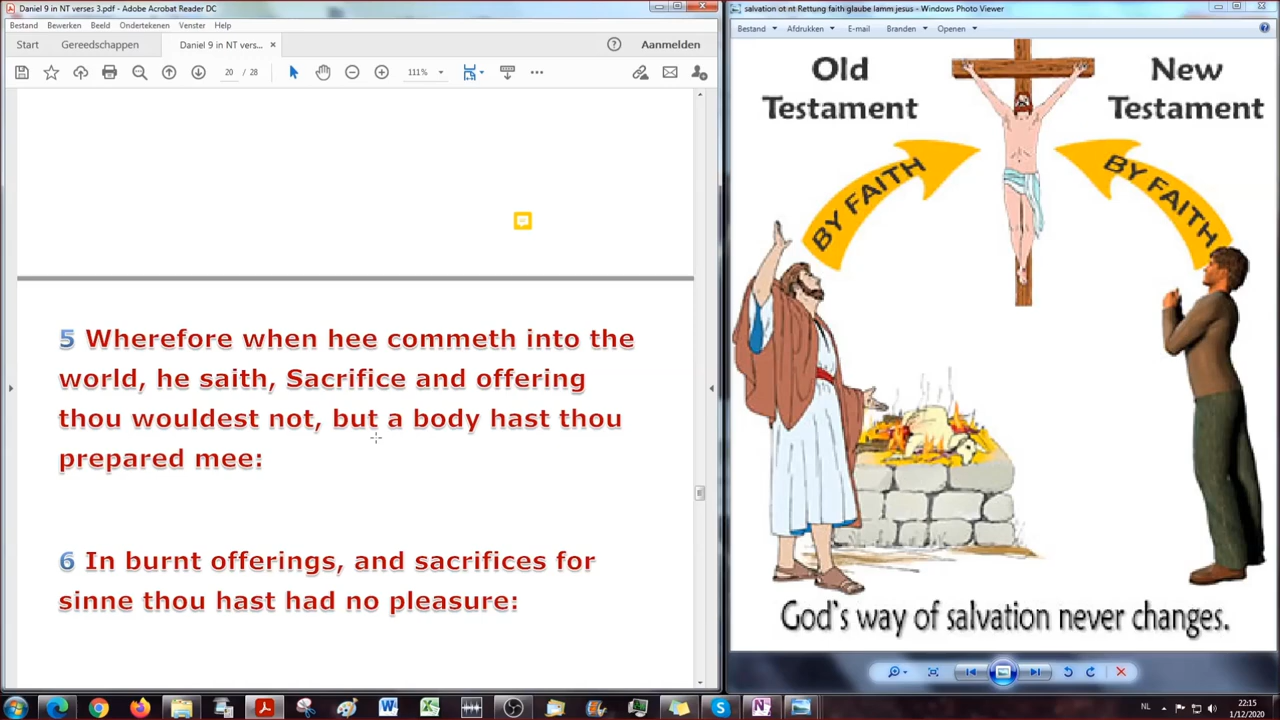 Daniel 9 in NT verses 3.pdf - Adobe Acrobat Reader DC
Bestand Bewerken Beeld Ondertekenen Venster Help
Start Gereedschappen Daniel 9 in NT vers... × Aanmelden
20 / 28 111%
5 Wherefore when hee commeth into the
world, he saith, Sacrifice and offering
thou wouldest not, but a body hast thou
prepared mee:
6 In burnt offerings, and sacrifices for
sinne thou hast had no pleasure:
salvation ot nt Rettung faith glaube lamm jesus - Windows Photo Viewer
Bestand Afdrukken E-mail Branden Openen
Old
Testament
New
Testament
BY FAITH
BY FAITH
God's way of salvation never changes.
NL 22:15
1/12/2020